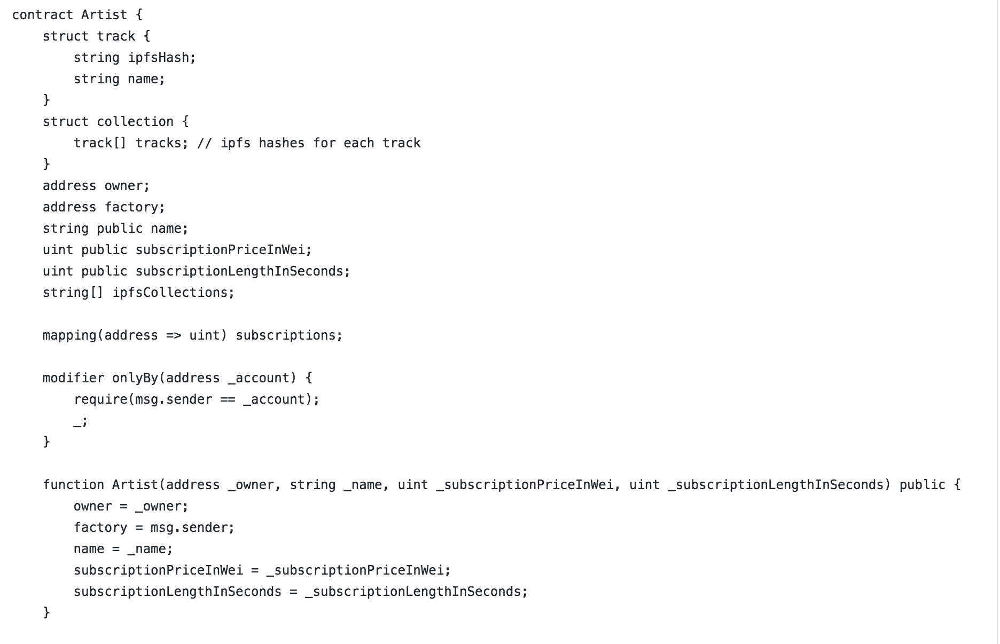 contract Artist {
    struct track {
        string ipfsHash;
        string name;
    }
    struct collection {
        track[] tracks; // ipfs hashes for each track
    }
    address owner;
    address factory;
    string public name;
    uint public subscriptionPriceInWei;
    uint public subscriptionLengthInSeconds;
    string[] ipfsCollections;

    mapping(address => uint) subscriptions;

    modifier onlyBy(address _account) {
        require(msg.sender == _account);
        _;
    }

    function Artist(address _owner, string _name, uint _subscriptionPriceInWei, uint _subscriptionLengthInSeconds) public {
        owner = _owner;
        factory = msg.sender;
        name = _name;
        subscriptionPriceInWei = _subscriptionPriceInWei;
        subscriptionLengthInSeconds = _subscriptionLengthInSeconds;
    }